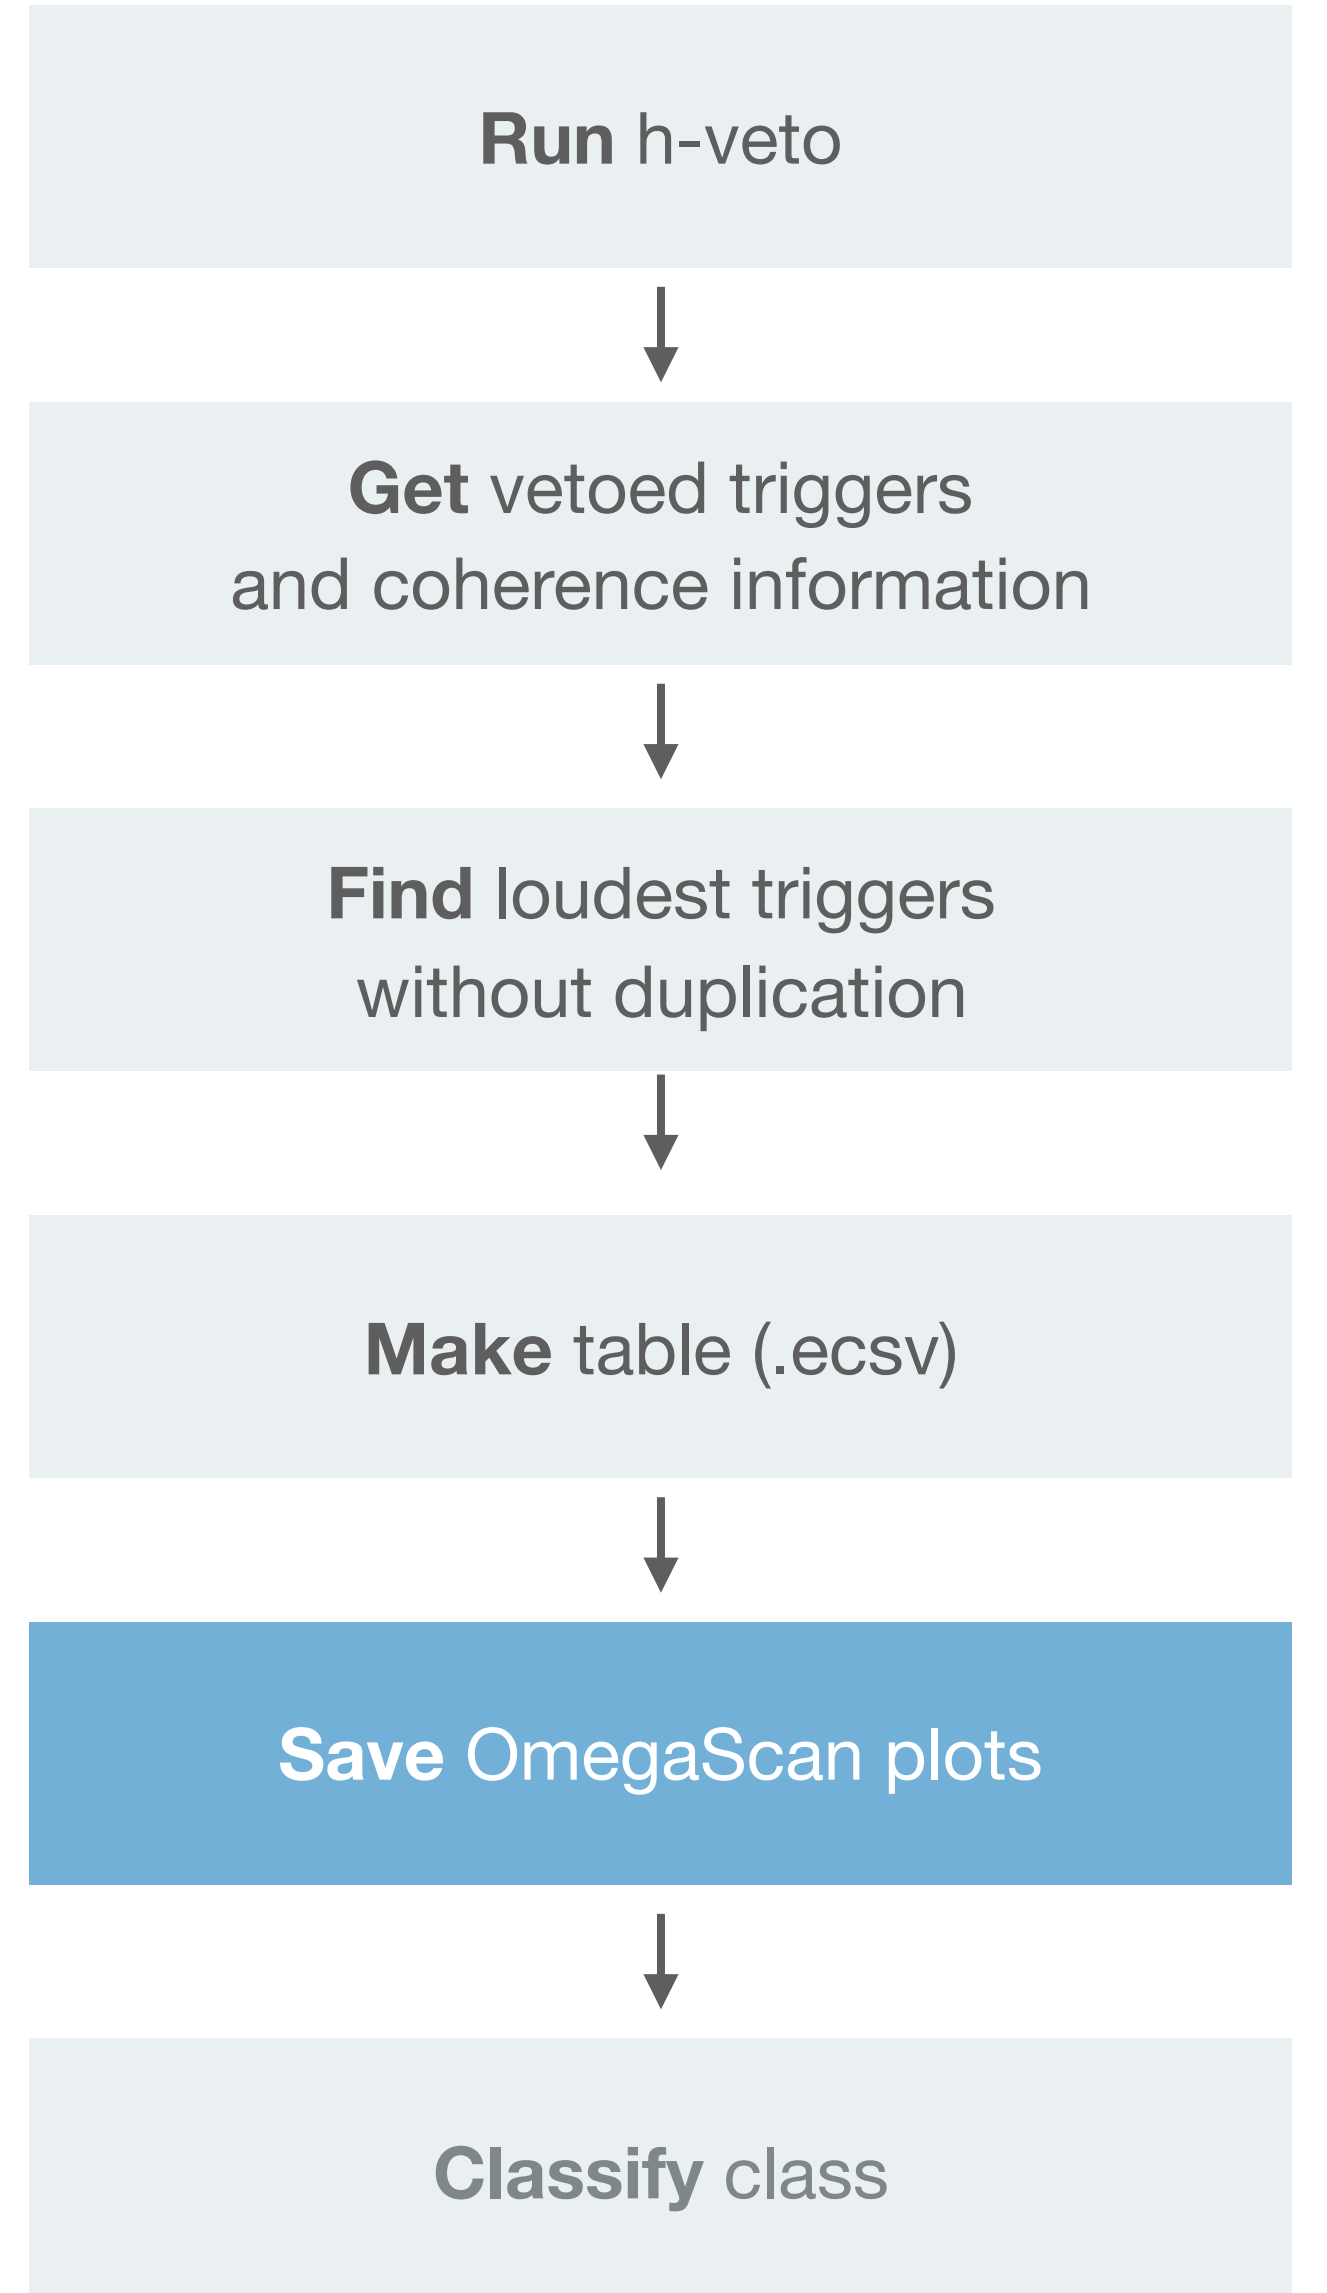 Run h-veto
Get vetoed triggers
and coherence information
Find loudest triggers
without duplication
Make table (.ecsv)
Save OmegaScan plots
Classify class